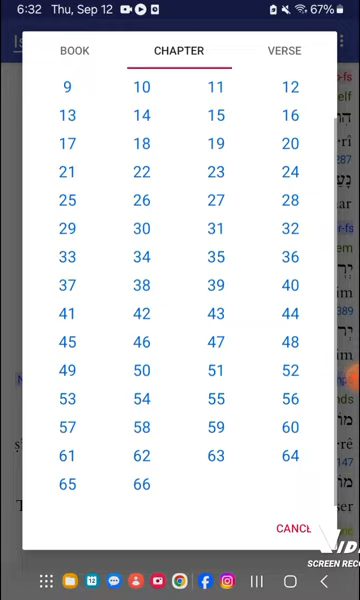 6:32 Thu, Sep 12 67%
Is
BOOK CHAPTER VERSE
9 10 11 12
13 14 15 16
17 18 19 20
21 22 23 24
25 26 27 28
29 30 31 32
33 34 35 36
37 38 39 40
41 42 43 44
45 46 47 48
49 50 51 52
53 54 55 56
57 58 59 60
61 62 63 64
65 66
CANCE
SCREEN REC